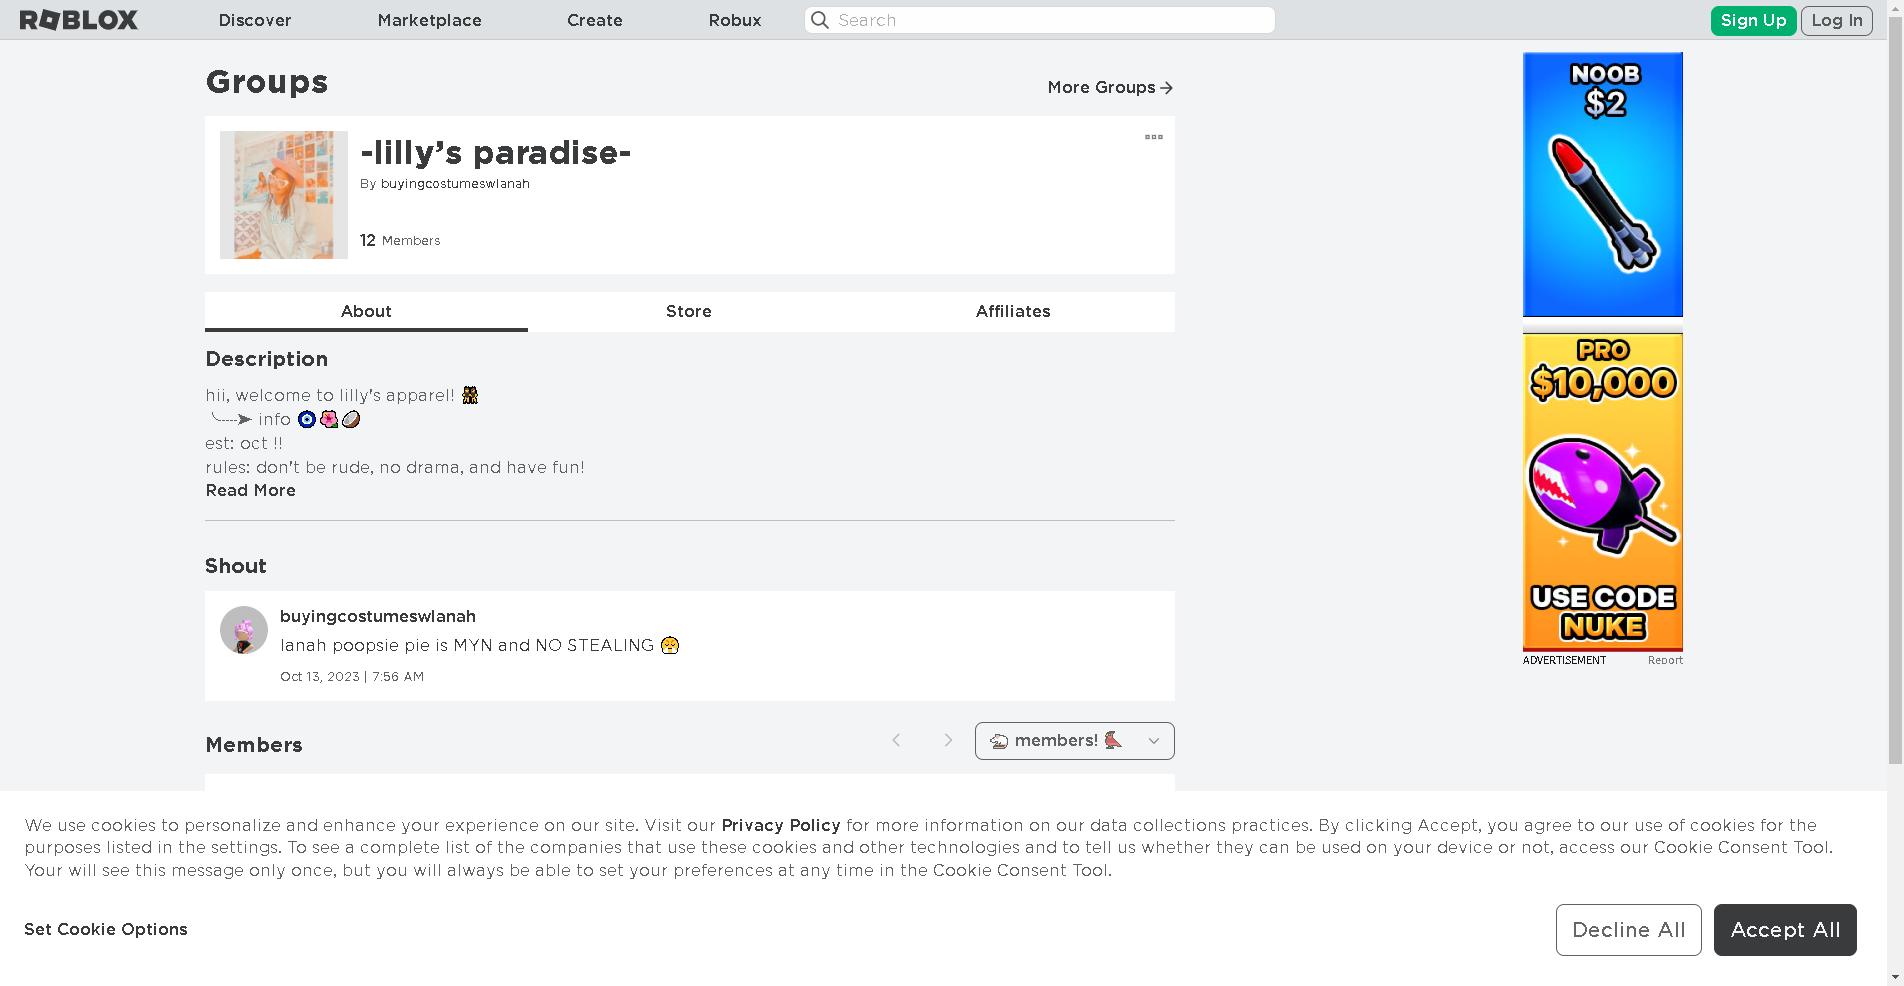 ROBLOX
Discover
Marketplace
Create
Robux
Search
Sign Up
Log In
Groups
More Groups
-lilly's paradise-
By buyingcostumeswlanah
12 Members
About
Store
Affiliates
Description
hii, welcome to lilly's apparel! 👯
╰┈➤ info 🧿🌺🥥
est: oct !!
rules: don't be rude, no drama, and have fun!
Read More
Shout
buyingcostumeswlanah
lanah poopsie pie is MYN and NO STEALING 😤
Oct 13, 2023 | 7:56 AM
Members
members!
NOOB
$2
PRO
$10,000
USE CODE
NUKE
ADVERTISEMENT
Report
We use cookies to personalize and enhance your experience on our site. Visit our Privacy Policy for more information on our data collections practices. By clicking Accept, you agree to our use of cookies for the
purposes listed in the settings. To see a complete list of the companies that use these cookies and other technologies and to tell us whether they can be used on your device or not, access our Cookie Consent Tool.
Your will see this message only once, but you will always be able to set your preferences at any time in the Cookie Consent Tool.
Set Cookie Options
Decline All
Accept All